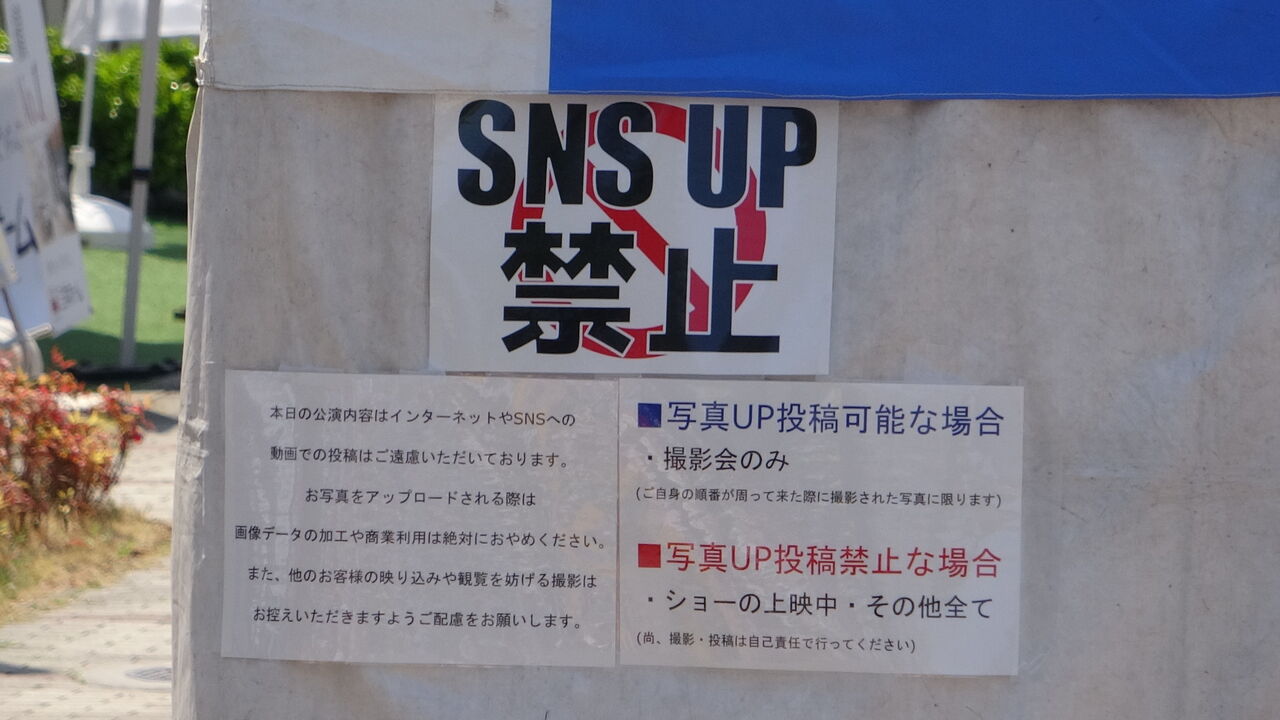 SNS UP
禁止
本日の公演内容はインターネットやSNSへの
動画での投稿はご遠慮いただいております。
お写真をアップロードされる際は
画像データの加工や商業利用は絶対におやめください。
また、他のお客様の映り込みや観覧を妨げる撮影は
お控えいただきますようご配慮をお願いします。
■写真UP投稿可能な場合
・撮影会のみ
(ご自身の順番が周って来た際に撮影された写真に限ります)
■写真UP投稿禁止な場合
・ショーの上映中・その他全て
(尚、撮影・投稿は自己責任で行ってください)